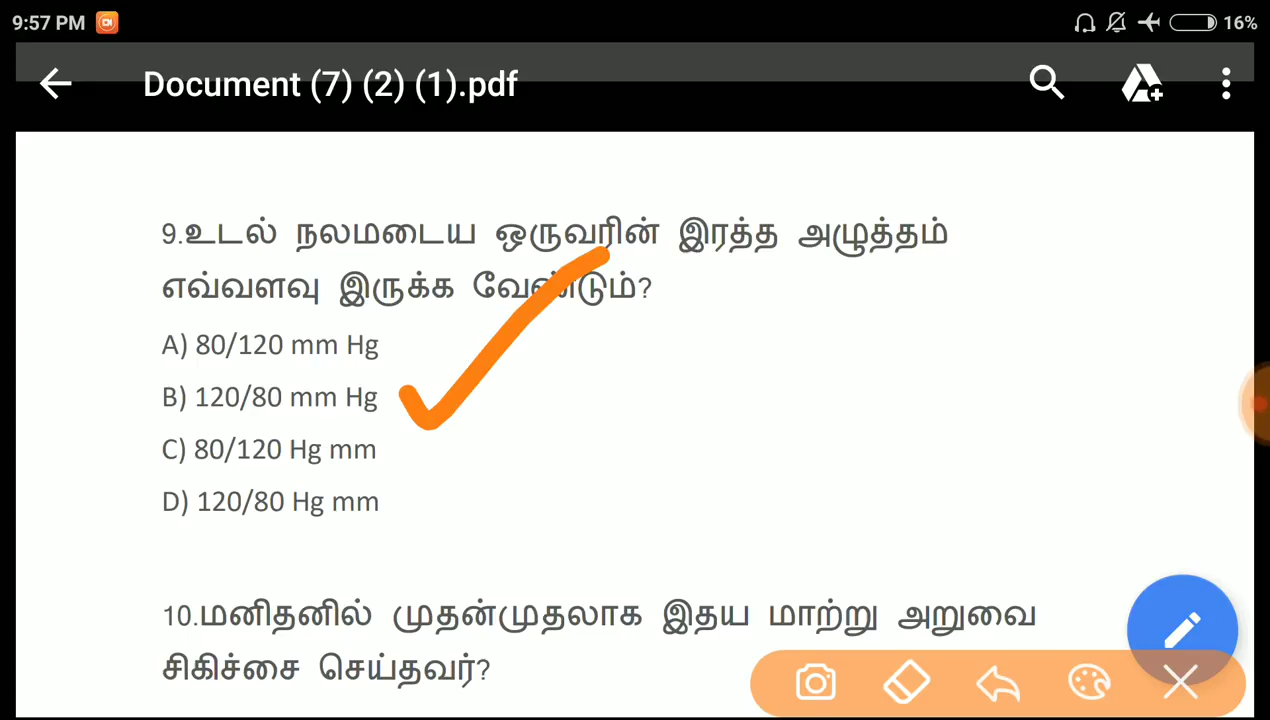 9:57 PM
16%
Document (7) (2) (1).pdf
9.உடல் நலமடைய ஒருவரின் இரத்த அழுத்தம்
எவ்வளவு இருக்க வேண்டும்?
A) 80/120 mm Hg
B) 120/80 mm Hg
C) 80/120 Hg mm
D) 120/80 Hg mm
10.மனிதனில் முதன்முதலாக இதய மாற்று அறுவை
சிகிச்சை செய்தவர்?